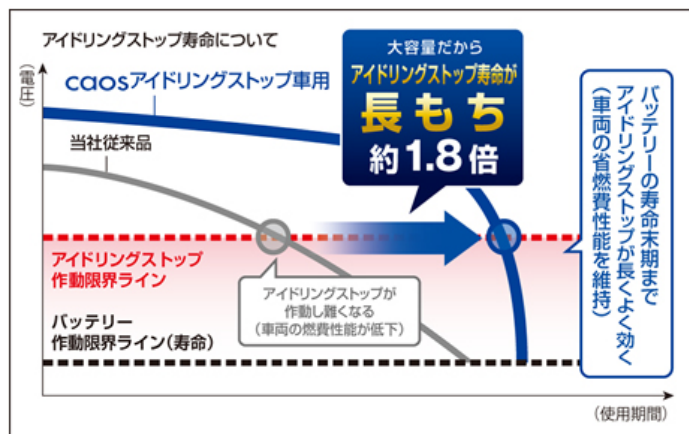 アイドリングストップ寿命について
(電圧)
caosアイドリングストップ車用
当社従来品
大容量だから
アイドリングストップ寿命が
長もち
約1.8倍
アイドリングストップ
作動限界ライン
アイドリングストップが
作動し難くなる
(車両の燃費性能が低下)
バッテリー
作動限界ライン(寿命)
バッテリーの寿命末期まで
アイドリングストップが長くよく効く
(車両の省燃費性能を維持)
(使用期間)